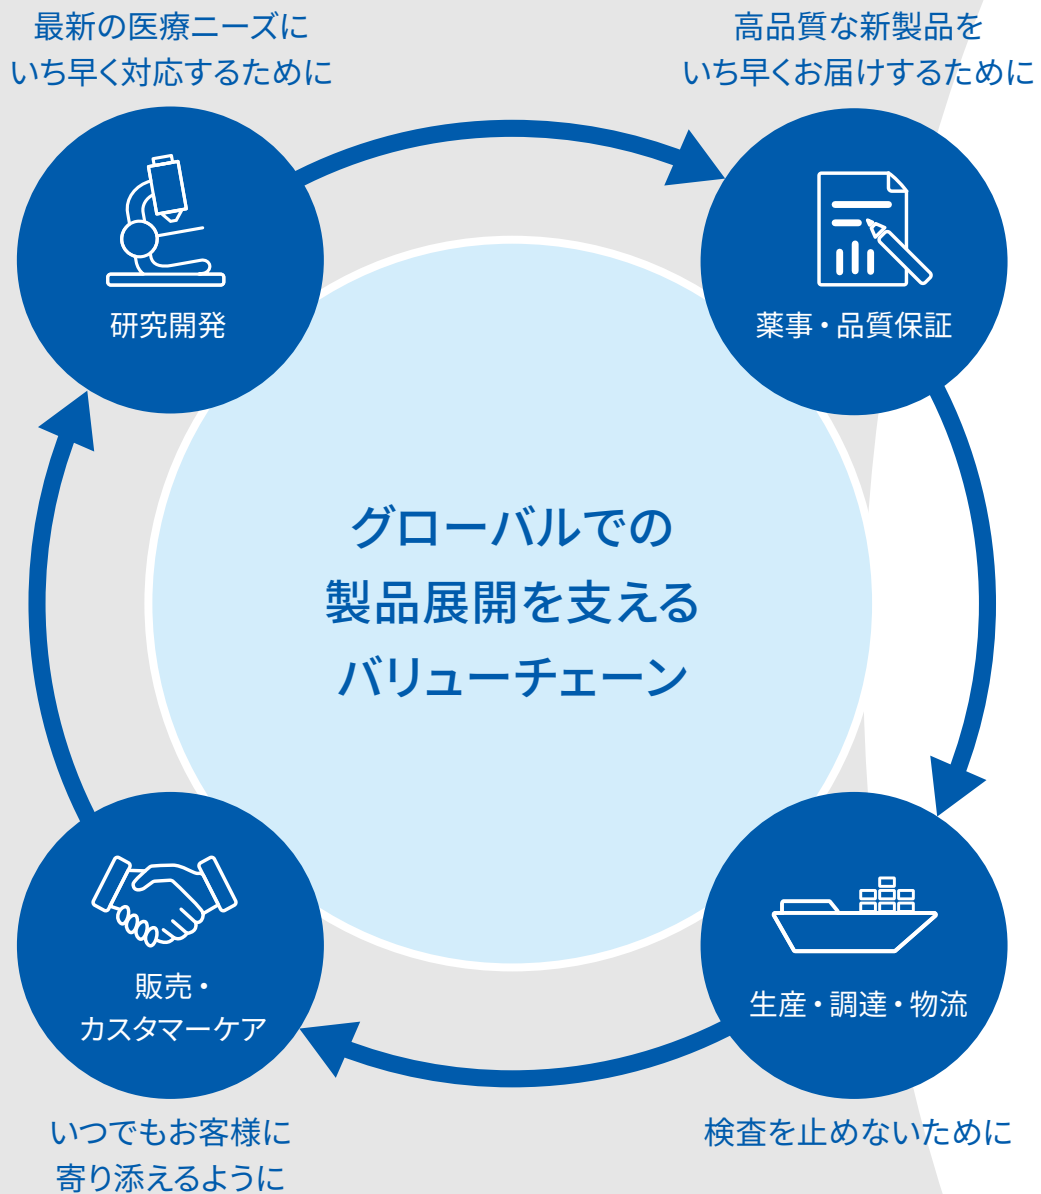 最新の医療ニーズに
いち早く対応するために
高品質な新製品を
いち早くお届けするために
研究開発
薬事・品質保証
グローバルでの
製品展開を支える
バリューチェーン
販売・
カスタマーケア
生産・調達・物流
いつでもお客様に
寄り添えるように
検査を止めないために